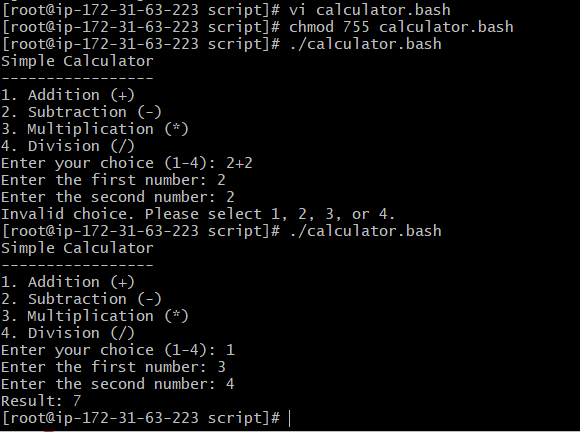 [root@ip-172-31-63-223 script]# vi calculator.bash
[root@ip-172-31-63-223 script]# chmod 755 calculator.bash
[root@ip-172-31-63-223 script]# ./calculator.bash
Simple Calculator
-----------------
1. Addition (+)
2. Subtraction (-)
3. Multiplication (*)
4. Division (/)
Enter your choice (1-4): 2+2
Enter the first number: 2
Enter the second number: 2
Invalid choice. Please select 1, 2, 3, or 4.
[root@ip-172-31-63-223 script]# ./calculator.bash
Simple Calculator
-----------------
1. Addition (+)
2. Subtraction (-)
3. Multiplication (*)
4. Division (/)
Enter your choice (1-4): 1
Enter the first number: 3
Enter the second number: 4
Result: 7
[root@ip-172-31-63-223 script]#